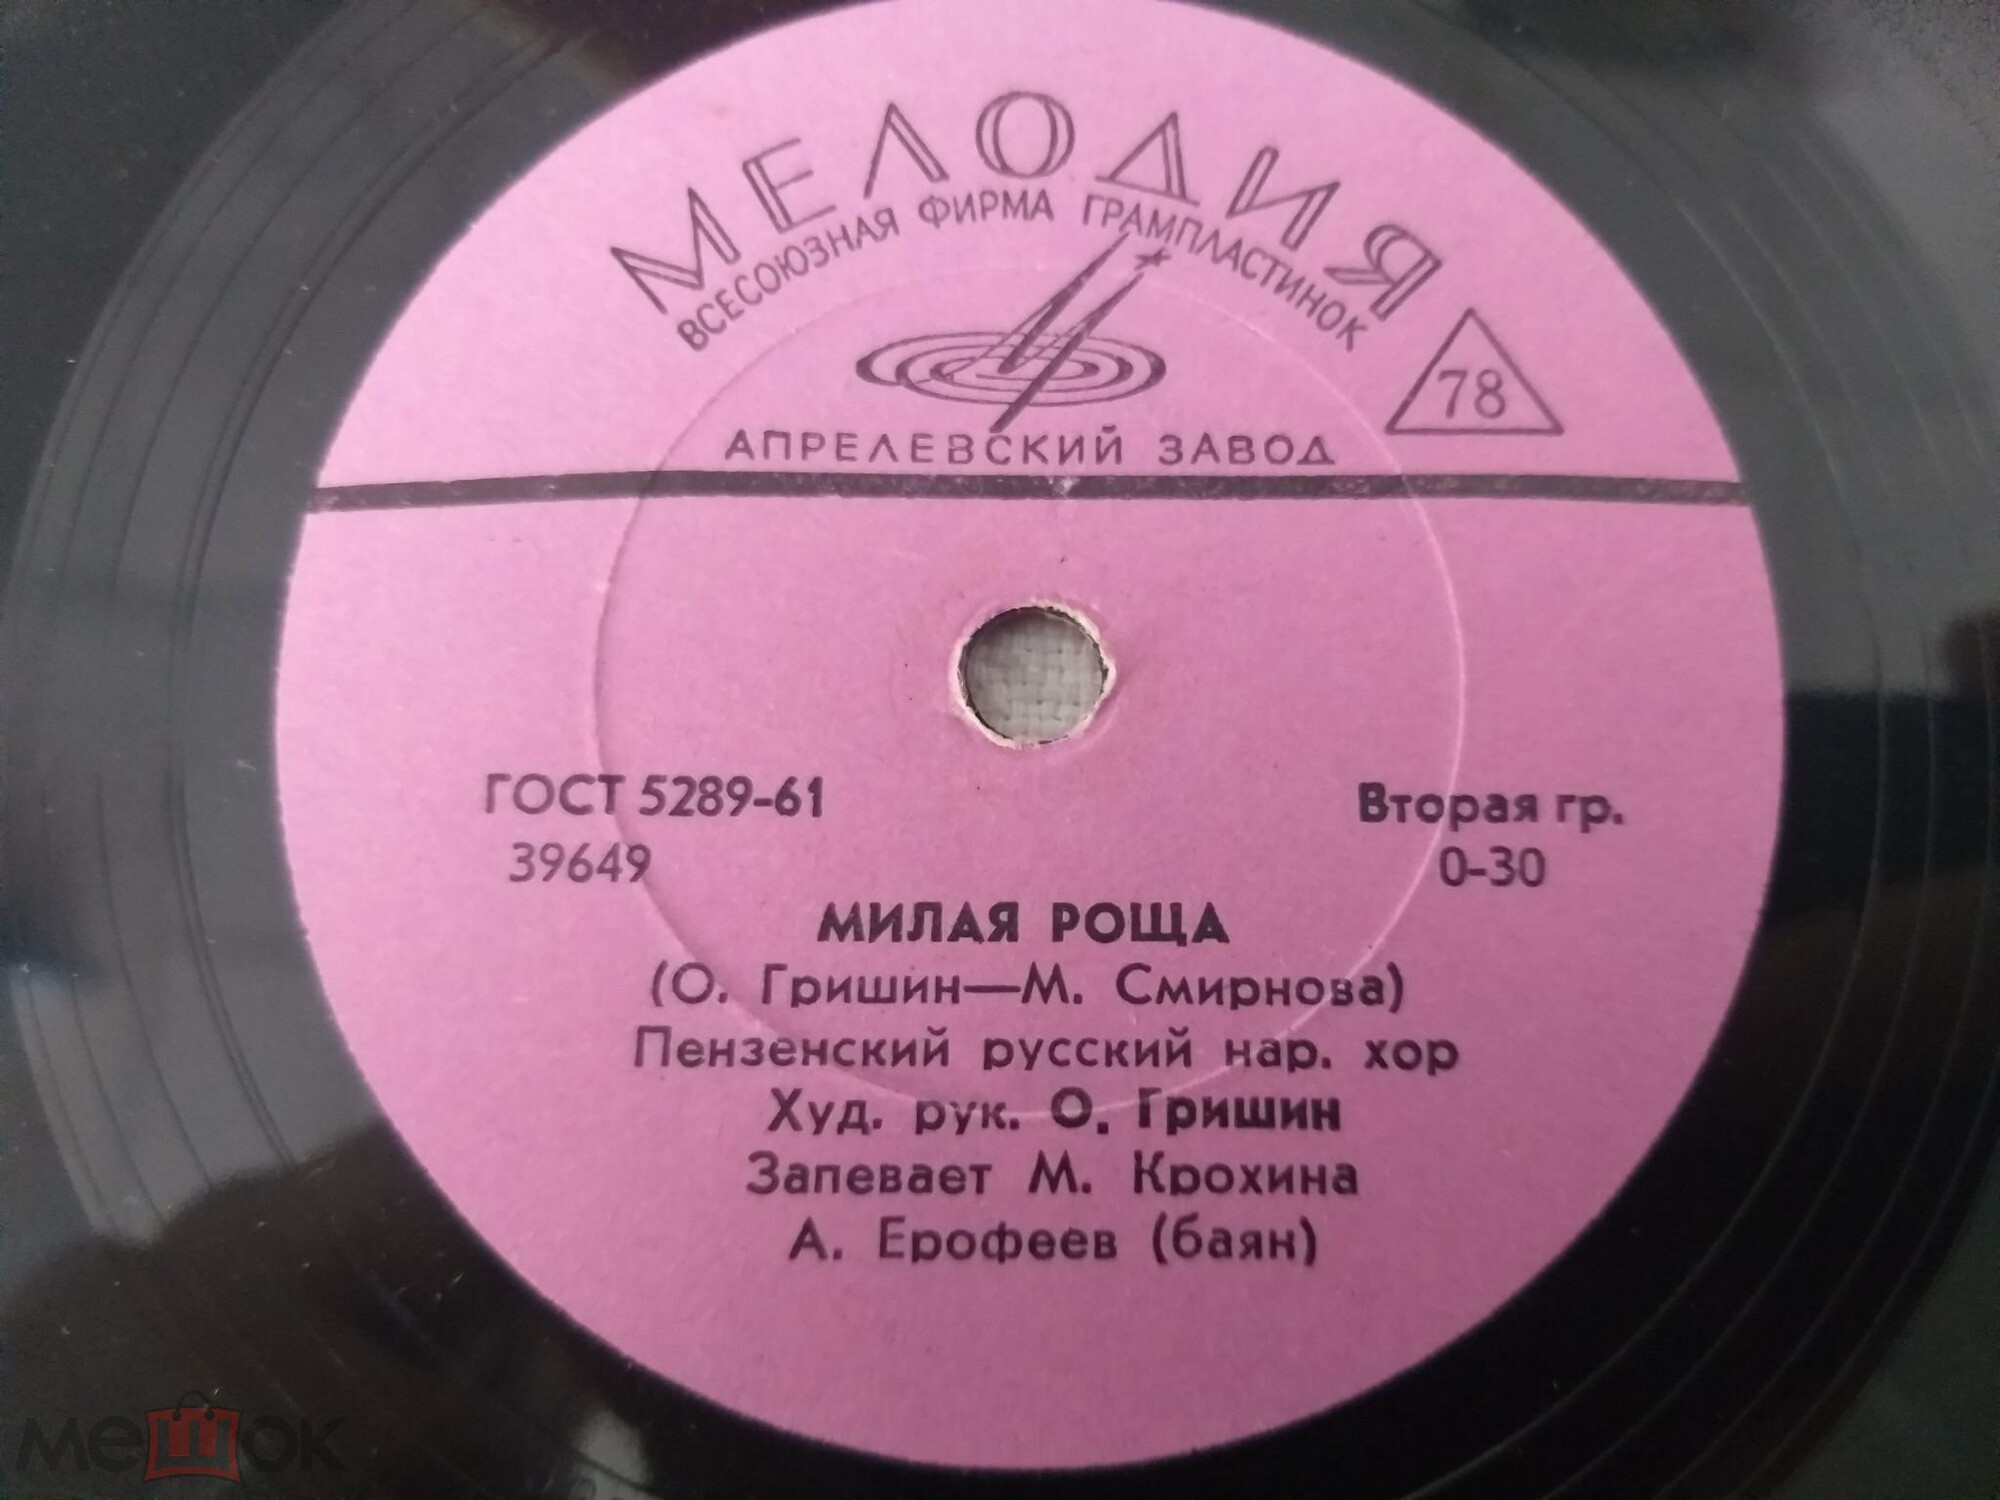 МЕЛОДИЯ
ВСЕСОЮЗНАЯ ФИРМА ГРАМПЛАСТИНОК
78
АПРЕЛЕВСКИЙ ЗАВОД
ГОСТ 5289-61 Вторая гр.
39649 0-30
МИЛАЯ РОЩА
(О. Гришин—М. Смирнова)
Пензенский русский нар. хор
Худ. рук. О. Гришин
Запевает М. Крохина
А. Ерофеев (баян)
мешок